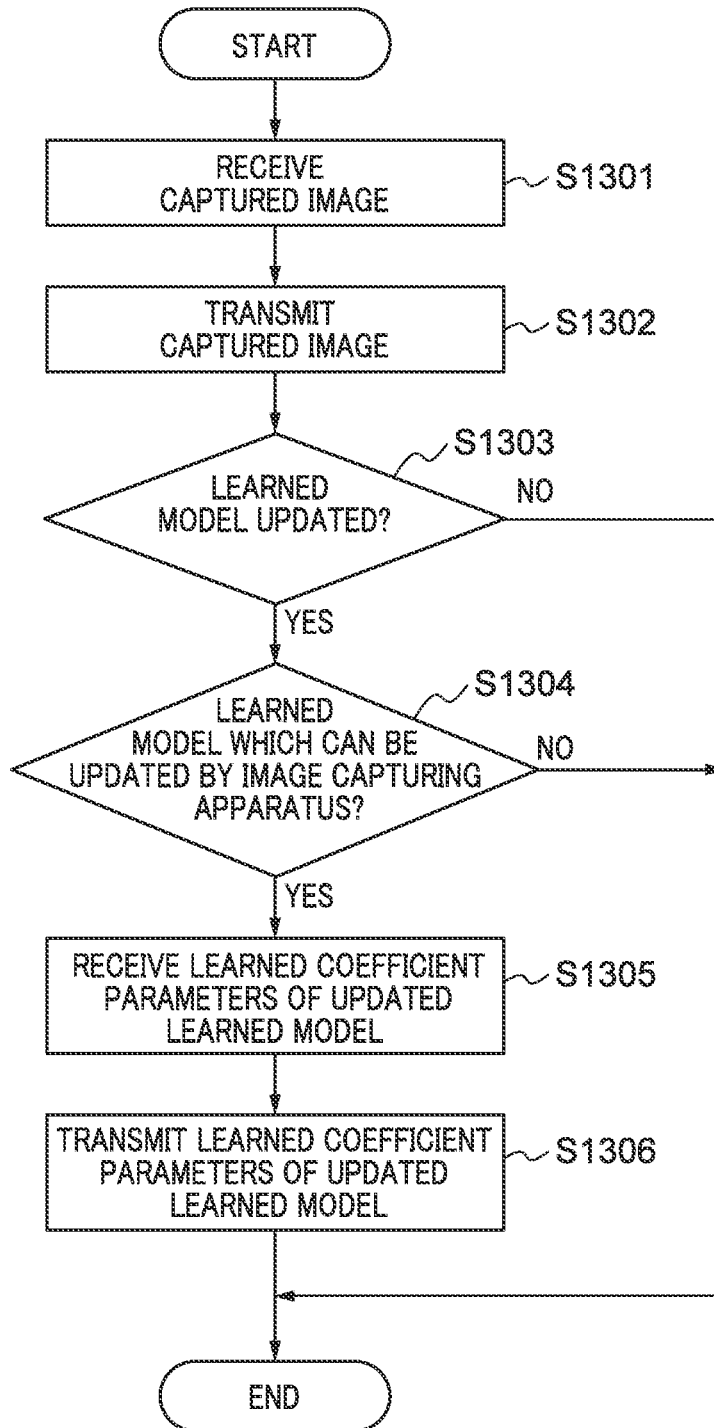 START
RECEIVE
CAPTURED IMAGE
S1301
TRANSMIT
CAPTURED IMAGE
S1302
S1303
LEARNED
MODEL UPDATED?
NO
YES
S1304
LEARNED
MODEL WHICH CAN BE
UPDATED BY IMAGE CAPTURING
APPARATUS?
NO
YES
RECEIVE LEARNED COEFFICIENT
PARAMETERS OF UPDATED
LEARNED MODEL
S1305
TRANSMIT LEARNED COEFFICIENT
PARAMETERS OF UPDATED
LEARNED MODEL
S1306
END